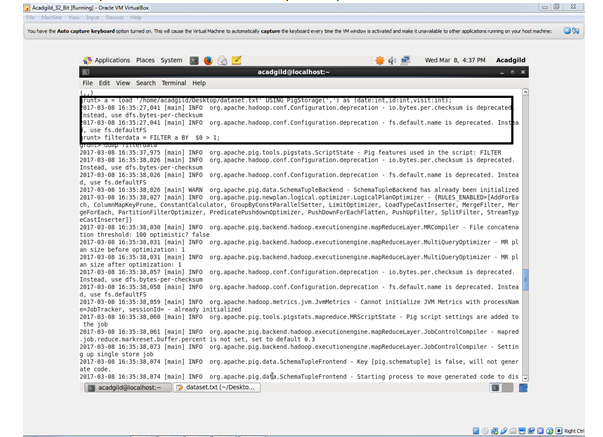 Acadgild_32_Bit [Running] - Oracle VM VirtualBox
File Machine View Input Devices Help
You have the Auto capture keyboard option turned on. This will cause the Virtual Machine to automatically capture the keyboard every time the VM window is activated and make it unavailable to other applications running on your host machine:
Applications Places System Wed Mar 8, 4:37 PM Acadgild
acadgild@localhost:~
File Edit View Search Terminal Help
(,,)
grunt> a = load '/home/acadgild/Desktop/dataset.txt' USING PigStorage(',') as (date:int,id:int,visit:int);
2017-03-08 16:35:27,041 [main] INFO org.apache.hadoop.conf.Configuration.deprecation - io.bytes.per.checksum is deprecated.
Instead, use dfs.bytes-per-checksum
2017-03-08 16:35:27,041 [main] INFO org.apache.hadoop.conf.Configuration.deprecation - fs.default.name is deprecated. Instea
d, use fs.defaultFS
grunt> filterdata = FILTER a BY $0 > 1;
grunt> dump filterdata
2017-03-08 16:35:37,975 [main] INFO org.apache.pig.tools.pigstats.ScriptState - Pig features used in the script: FILTER
2017-03-08 16:35:38,026 [main] INFO org.apache.hadoop.conf.Configuration.deprecation - io.bytes.per.checksum is deprecated.
Instead, use dfs.bytes-per-checksum
2017-03-08 16:35:38,026 [main] INFO org.apache.hadoop.conf.Configuration.deprecation - fs.default.name is deprecated. Instea
d, use fs.defaultFS
2017-03-08 16:35:38,026 [main] WARN org.apache.pig.data.SchemaTupleBackend - SchemaTupleBackend has already been initialized
2017-03-08 16:35:38,027 [main] INFO org.apache.pig.newplan.logical.optimizer.LogicalPlanOptimizer - {RULES_ENABLED=[AddForEa
ch, ColumnMapKeyPrune, ConstantCalculator, GroupByConstParallelSetter, LimitOptimizer, LoadTypeCastInserter, MergeFilter, Mer
geForEach, PartitionFilterOptimizer, PredicatePushdownOptimizer, PushDownForEachFlatten, PushUpFilter, SplitFilter, StreamTyp
eCastInserter]}
2017-03-08 16:35:38,030 [main] INFO org.apache.pig.backend.hadoop.executionengine.mapReduceLayer.MRCompiler - File concatena
tion threshold: 100 optimistic? false
2017-03-08 16:35:38,031 [main] INFO org.apache.pig.backend.hadoop.executionengine.mapReduceLayer.MultiQueryOptimizer - MR pl
an size before optimization: 1
2017-03-08 16:35:38,031 [main] INFO org.apache.pig.backend.hadoop.executionengine.mapReduceLayer.MultiQueryOptimizer - MR pl
an size after optimization: 1
2017-03-08 16:35:38,057 [main] INFO org.apache.hadoop.conf.Configuration.deprecation - io.bytes.per.checksum is deprecated.
Instead, use dfs.bytes-per-checksum
2017-03-08 16:35:38,058 [main] INFO org.apache.hadoop.conf.Configuration.deprecation - fs.default.name is deprecated. Instea
d, use fs.defaultFS
2017-03-08 16:35:38,059 [main] INFO org.apache.hadoop.metrics.jvm.JvmMetrics - Cannot initialize JVM Metrics with processNam
e=JobTracker, sessionId= - already initialized
2017-03-08 16:35:38,060 [main] INFO org.apache.pig.tools.pigstats.mapreduce.MRScriptState - Pig script settings are added to
the job
2017-03-08 16:35:38,061 [main] INFO org.apache.pig.backend.hadoop.executionengine.mapReduceLayer.JobControlCompiler - mapred
.job.reduce.markreset.buffer.percent is not set, set to default 0.3
2017-03-08 16:35:38,073 [main] INFO org.apache.pig.backend.hadoop.executionengine.mapReduceLayer.JobControlCompiler - Settin
g up single store job
2017-03-08 16:35:38,074 [main] INFO org.apache.pig.data.SchemaTupleFrontend - Key [pig.schematuple] is false, will not gener
ate code.
2017-03-08 16:35:38,074 [main] INFO org.apache.pig.data.SchemaTupleFrontend - Starting process to move generated code to dis
acadgild@localhost:~ dataset.txt (~/Deskto...
Right Ctrl